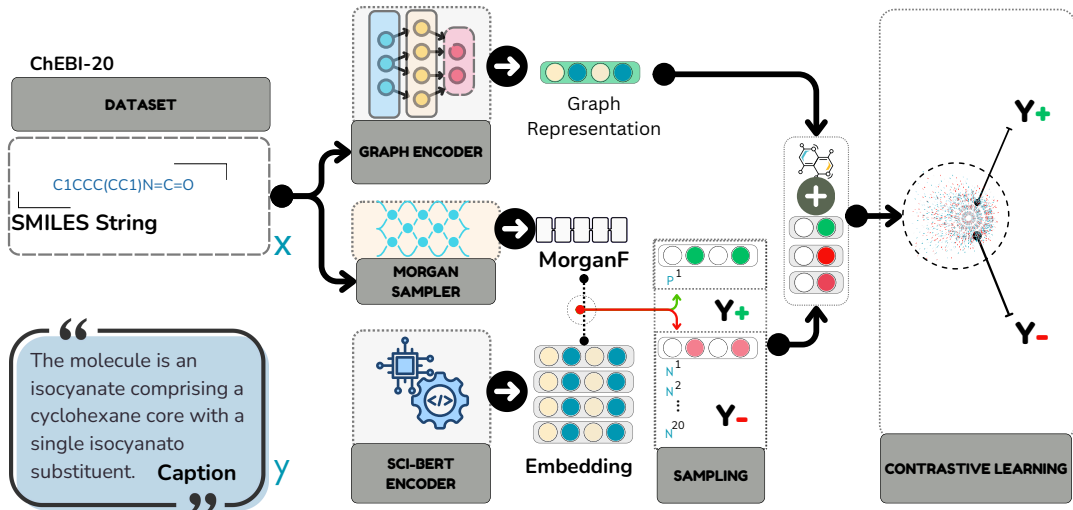 ChEBI-20
DATASET
C1CCC(CC1)N=C=O
SMILES String
x
“
The molecule is an
isocyanate comprising a
cyclohexane core with a
single isocyanato
substituent.
Caption
”
y
GRAPH ENCODER
Graph
Representation
MORGAN
SAMPLER
MorganF
</>
SCI-BERT
ENCODER
Embedding
P1
Y+
N1
N2
⋮
N20
Y-
SAMPLING
+
Y+
Y-
CONTRASTIVE LEARNING